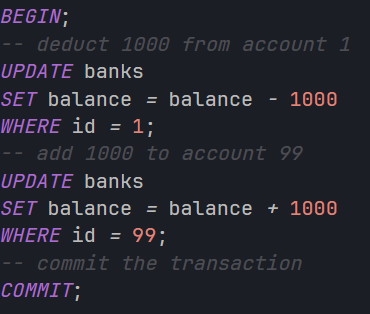 BEGIN;
-- deduct 1000 from account 1
UPDATE banks
SET balance = balance - 1000
WHERE id = 1;
-- add 1000 to account 99
UPDATE banks
SET balance = balance + 1000
WHERE id = 99;
-- commit the transaction
COMMIT;